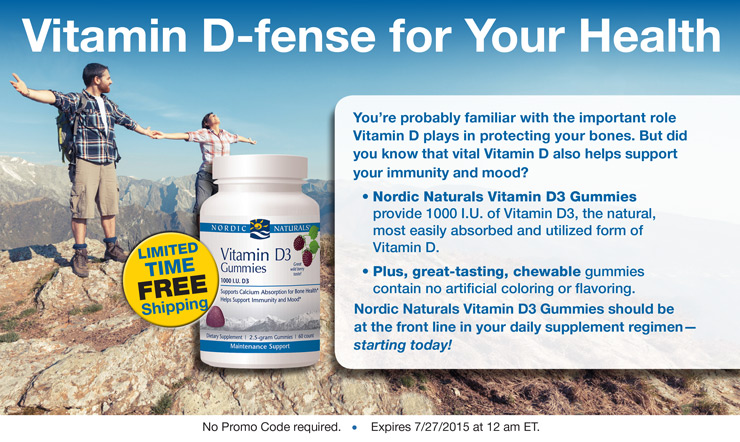 Vitamin D-fense for Your Health
You're probably familiar with the important role
Vitamin D plays in protecting your bones. But did
you know that vital Vitamin D also helps support
your immunity and mood?
• Nordic Naturals Vitamin D3 Gummies
provide 1000 I.U. of Vitamin D3, the natural,
most easily absorbed and utilized form of
Vitamin D.
• Plus, great-tasting, chewable gummies
contain no artificial coloring or flavoring.
Nordic Naturals Vitamin D3 Gummies should be
at the front line in your daily supplement regimen—
starting today!
LIMITED
TIME
FREE
Shipping
NORDIC NATURALS
Vitamin D3
Gummies
1000 I.U. D3
Great
wild berry
taste!
Supports Calcium Absorption for Bone Health*
Helps Support Immunity and Mood*
Dietary Supplement | 2.5-gram Gummies | 60 count
Maintenance Support
No Promo Code required. • Expires 7/27/2015 at 12 am ET.